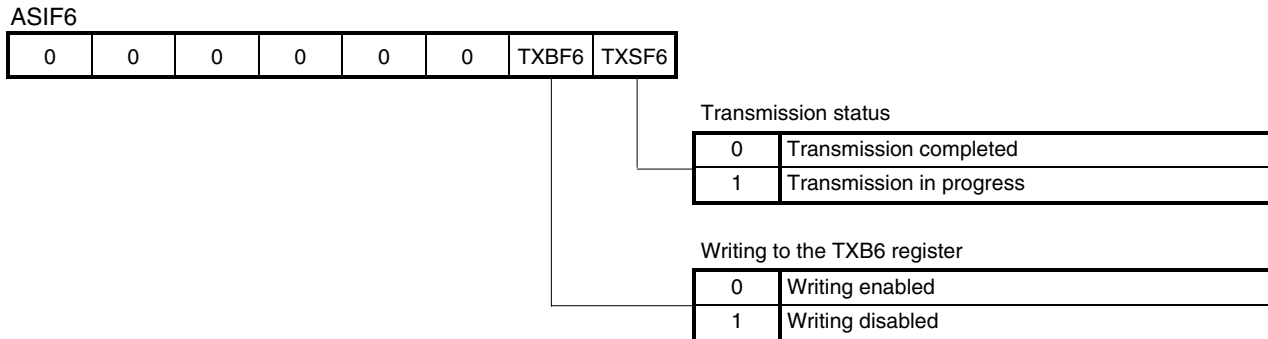 ASIF6
0 0 0 0 0 0 TXBF6 TXSF6
Transmission status
0 Transmission completed
1 Transmission in progress
Writing to the TXB6 register
0 Writing enabled
1 Writing disabled